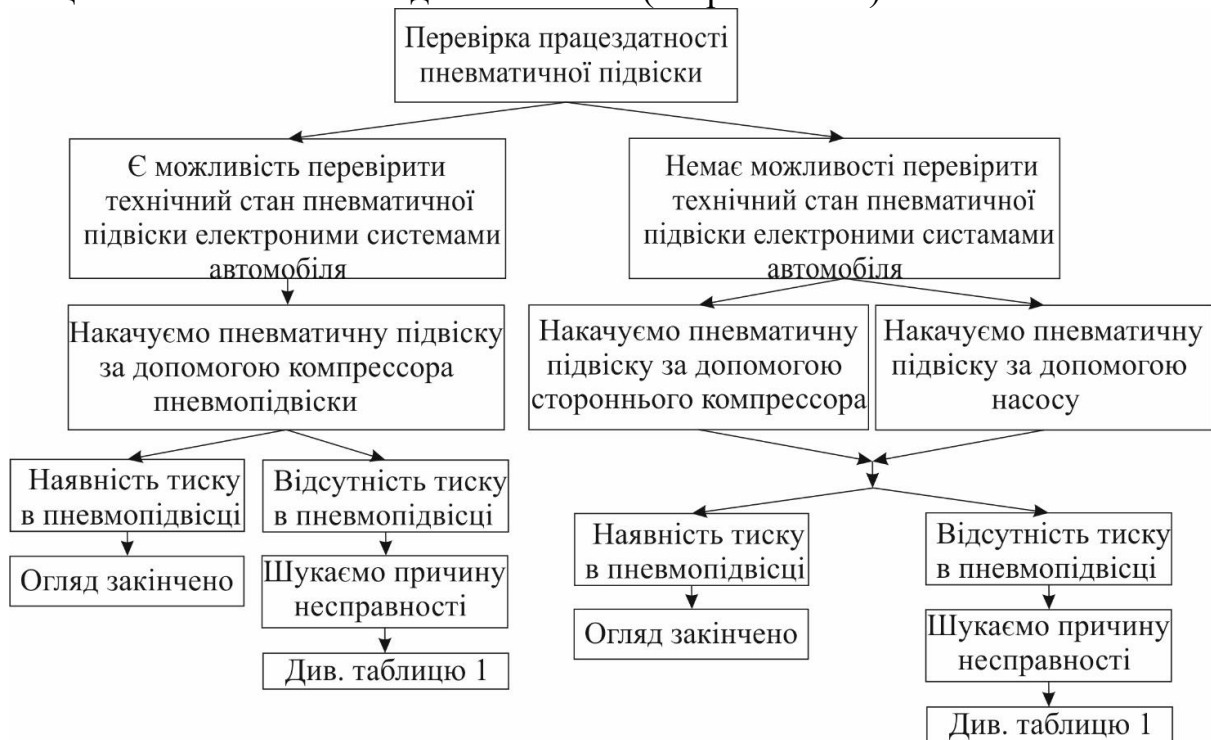 Перевірка працездатності
пневматичної підвіски
Є можливість перевірити
технічний стан пневматичної
підвіски електроними системами
автомобіля
Немає можливості перевірити
технічний стан пневматичної
підвіски електроними систамами
автомобіля
Накачуємо пневматичну підвіску
за допомогою компрессора
пневмопідвіски
Накачуємо пневматичну
підвіску за допомогою
стороннього компрессора
Накачуємо пневматичну
підвіску за допомогою
насосу
Наявність тиску
в пневмопідвісці
Відсутність тиску
в пневмопідвісці
Огляд закінчено
Шукаємо причину
несправності
Див. таблицю 1
Наявність тиску
в пневмопідвісці
Відсутність тиску
в пневмопідвісці
Огляд закінчено
Шукаємо причину
несправності
Див. таблицю 1